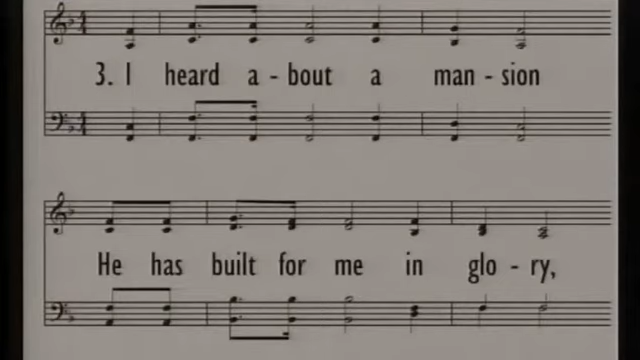 3. I heard a - bout a man - sion
He has built for me in glo - ry,